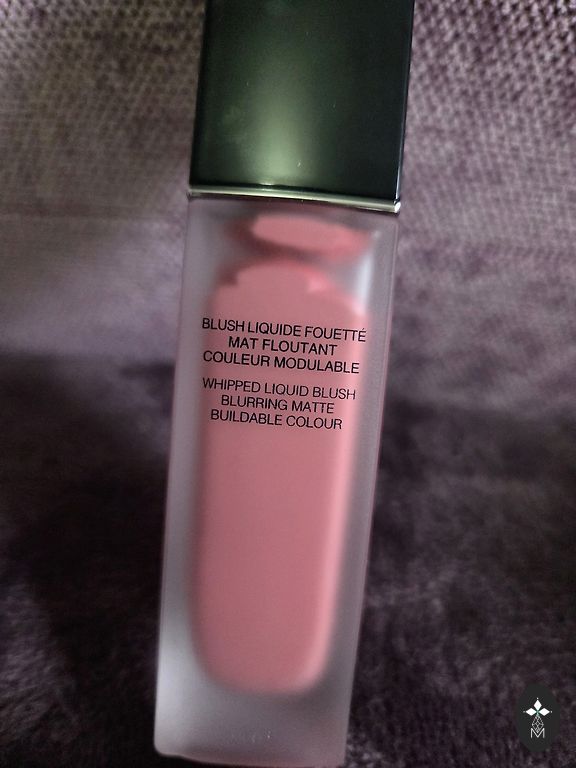 BLUSH LIQUIDE FOUETTÉ
MAT FLOUTANT
COULEUR MODULABLE
WHIPPED LIQUID BLUSH
BLURRING MATTE
BUILDABLE COLOUR
M